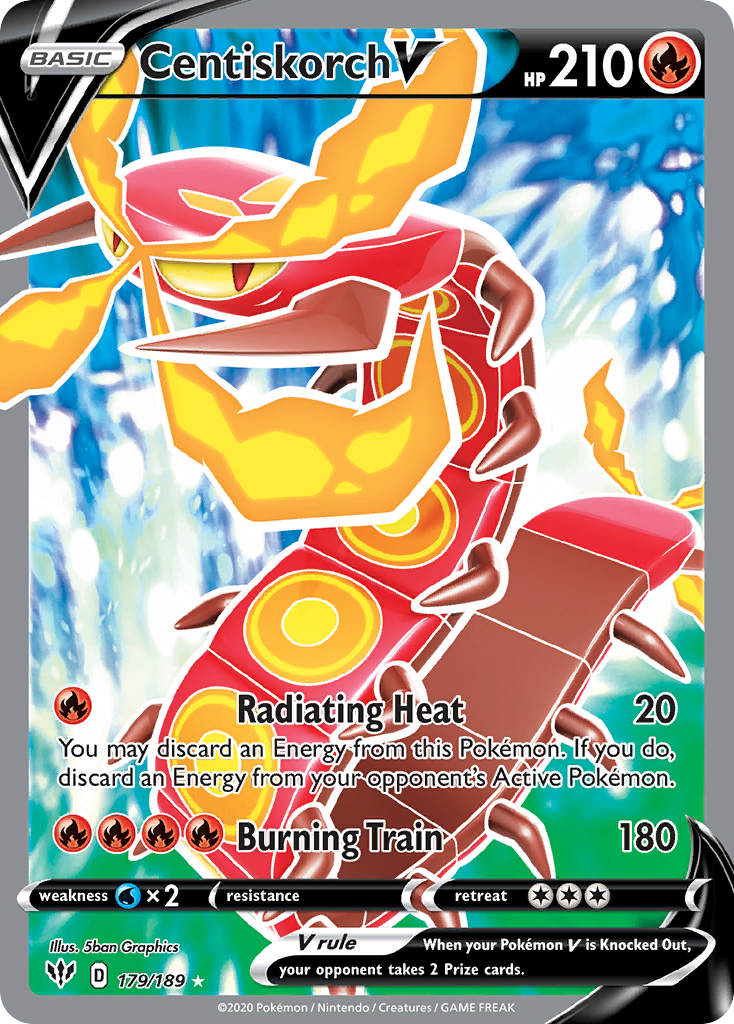 BASIC Centiskorch V HP 210
Radiating Heat 20
You may discard an Energy from this Pokémon. If you do,
discard an Energy from your opponent's Active Pokémon.
Burning Train 180
weakness ×2 resistance retreat
Illus. 5ban Graphics
V rule When your Pokémon V is Knocked Out,
your opponent takes 2 Prize cards.
D 179/189
©2020 Pokémon / Nintendo / Creatures / GAME FREAK